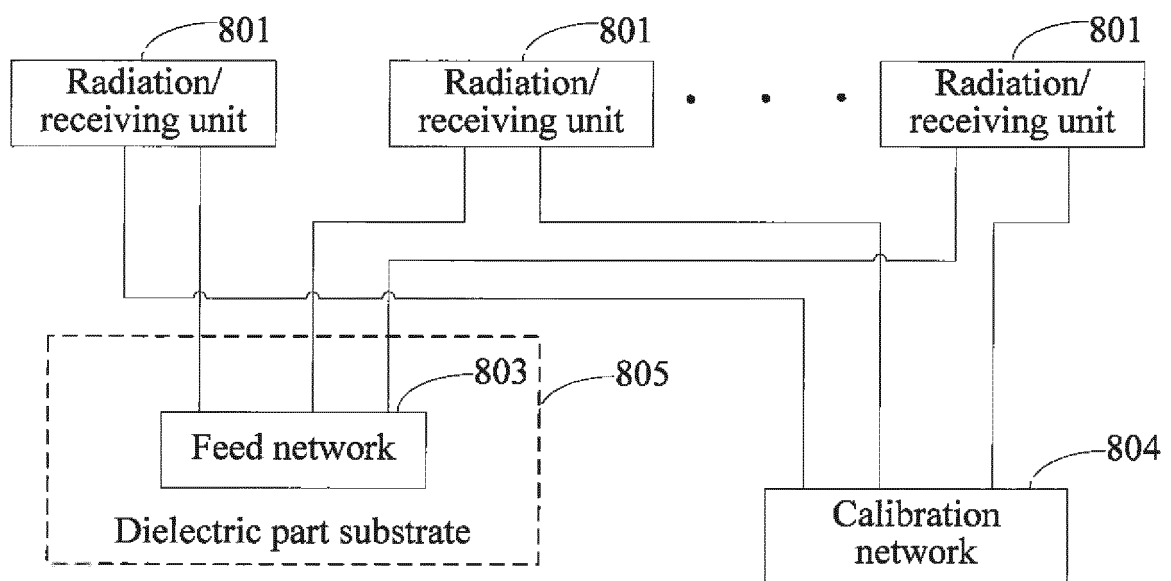 801
801
801
Radiation/
receiving unit
Radiation/
receiving unit
Radiation/
receiving unit
803
805
Feed network
804
Dielectric part substrate
Calibration
network